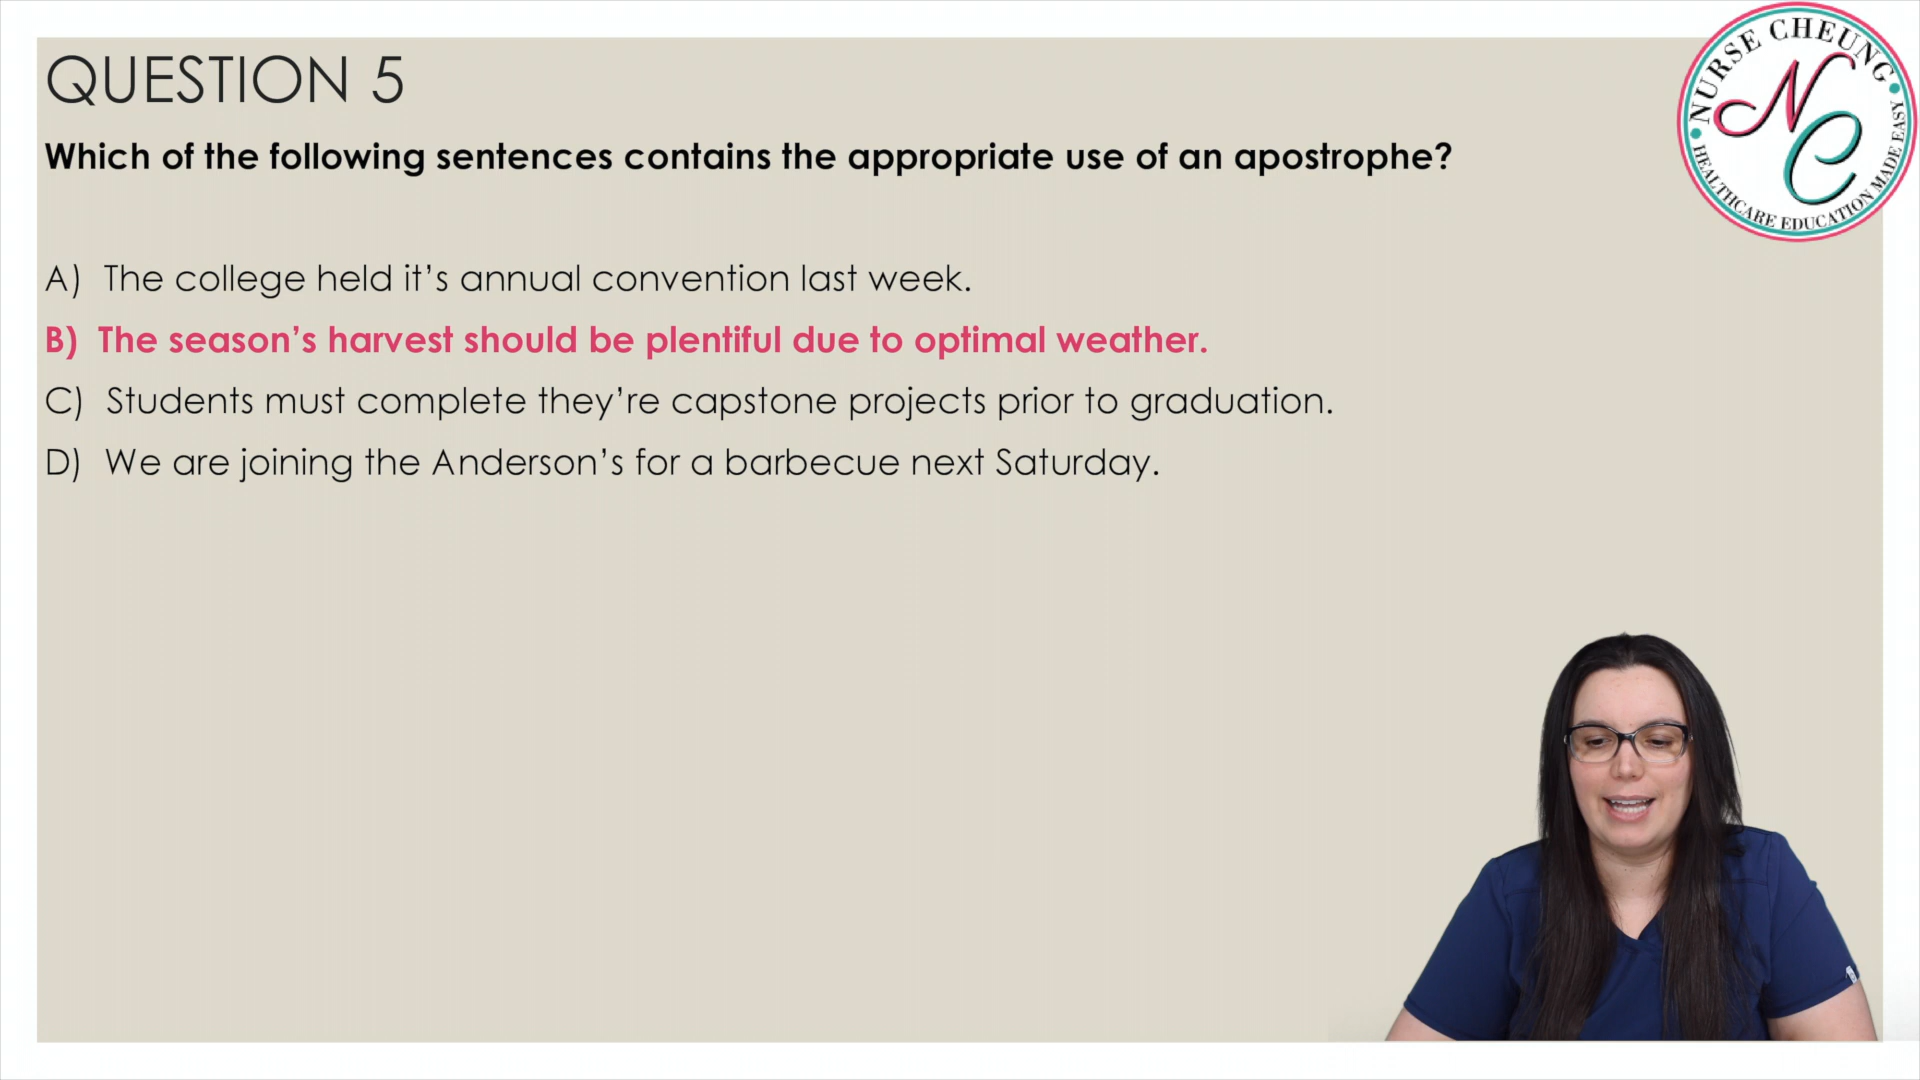 QUESTION 5
Which of the following sentences contains the appropriate use of an apostrophe?
A) The college held it’s annual convention last week.
B) The season’s harvest should be plentiful due to optimal weather.
C) Students must complete they’re capstone projects prior to graduation.
D) We are joining the Anderson’s for a barbecue next Saturday.
NURSE CHEUNG
NC
HEALTHCARE EDUCATION MADE EASY